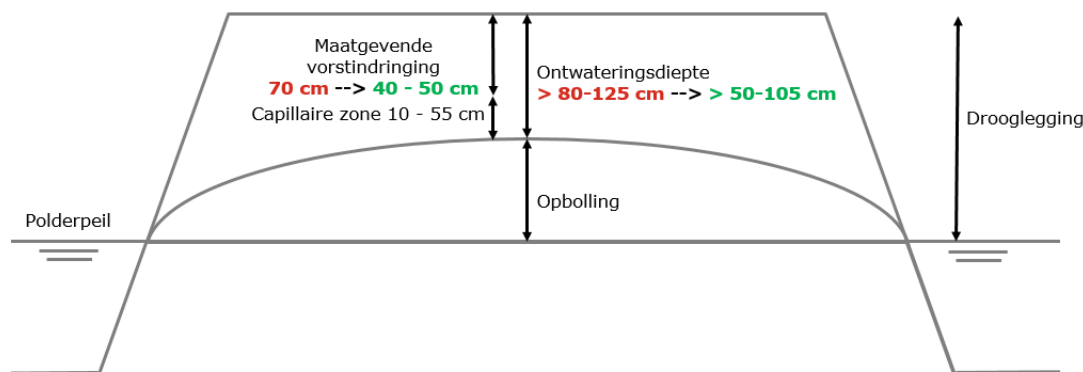 Maatgevende
vorstindringing
70 cm --> 40 - 50 cm
Capillaire zone 10 - 55 cm
Ontwateringsdiepte
> 80-125 cm --> > 50-105 cm
Drooglegging
Opbolling
Polderpeil